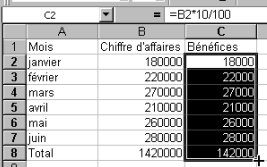 C2 = =B2*10/100
A B C
1 Mois Chiffre d'affaires Bénéfices
2 janvier 180000 18000
3 février 220000 22000
4 mars 270000 27000
5 avril 210000 21000
6 mai 260000 26000
7 juin 280000 28000
8 Total 1420000 142000